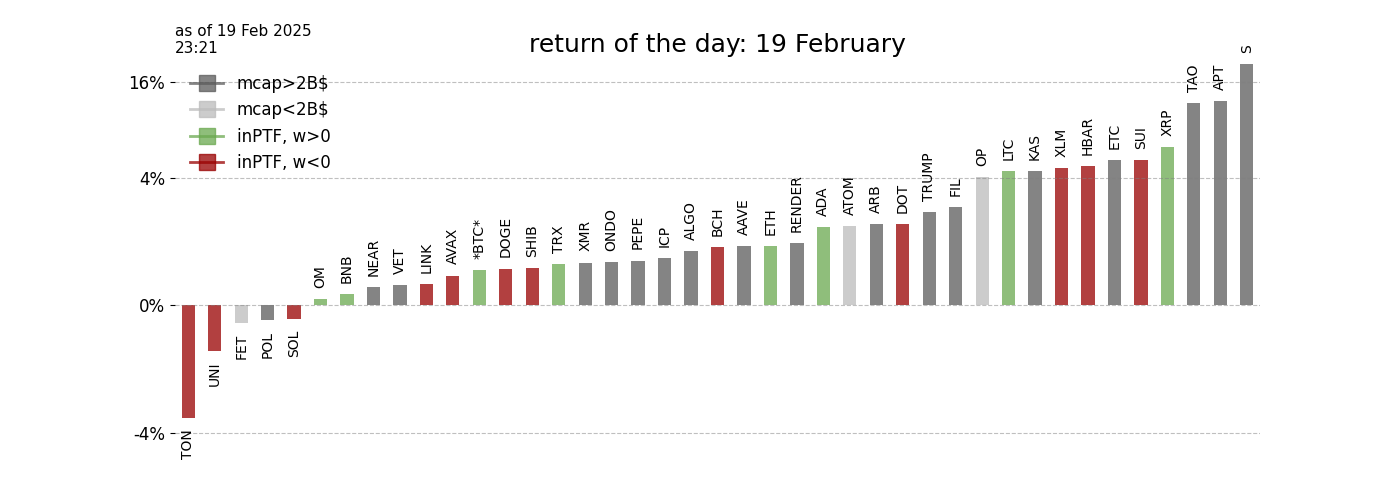 as of 19 Feb 2025
23:21
return of the day: 19 February
mcap>2B$
mcap<2B$
inPTF, w>0
inPTF, w<0
16%
4%
0%
-4%
TON
UNI
FET
POL
SOL
OM
BNB
NEAR
VET
LINK
AVAX
*BTC*
DOGE
SHIB
TRX
XMR
ONDO
PEPE
ICP
ALGO
BCH
AAVE
ETH
RENDER
ADA
ATOM
ARB
DOT
TRUMP
FIL
OP
LTC
KAS
XLM
HBAR
ETC
SUI
XRP
TAO
APT
S